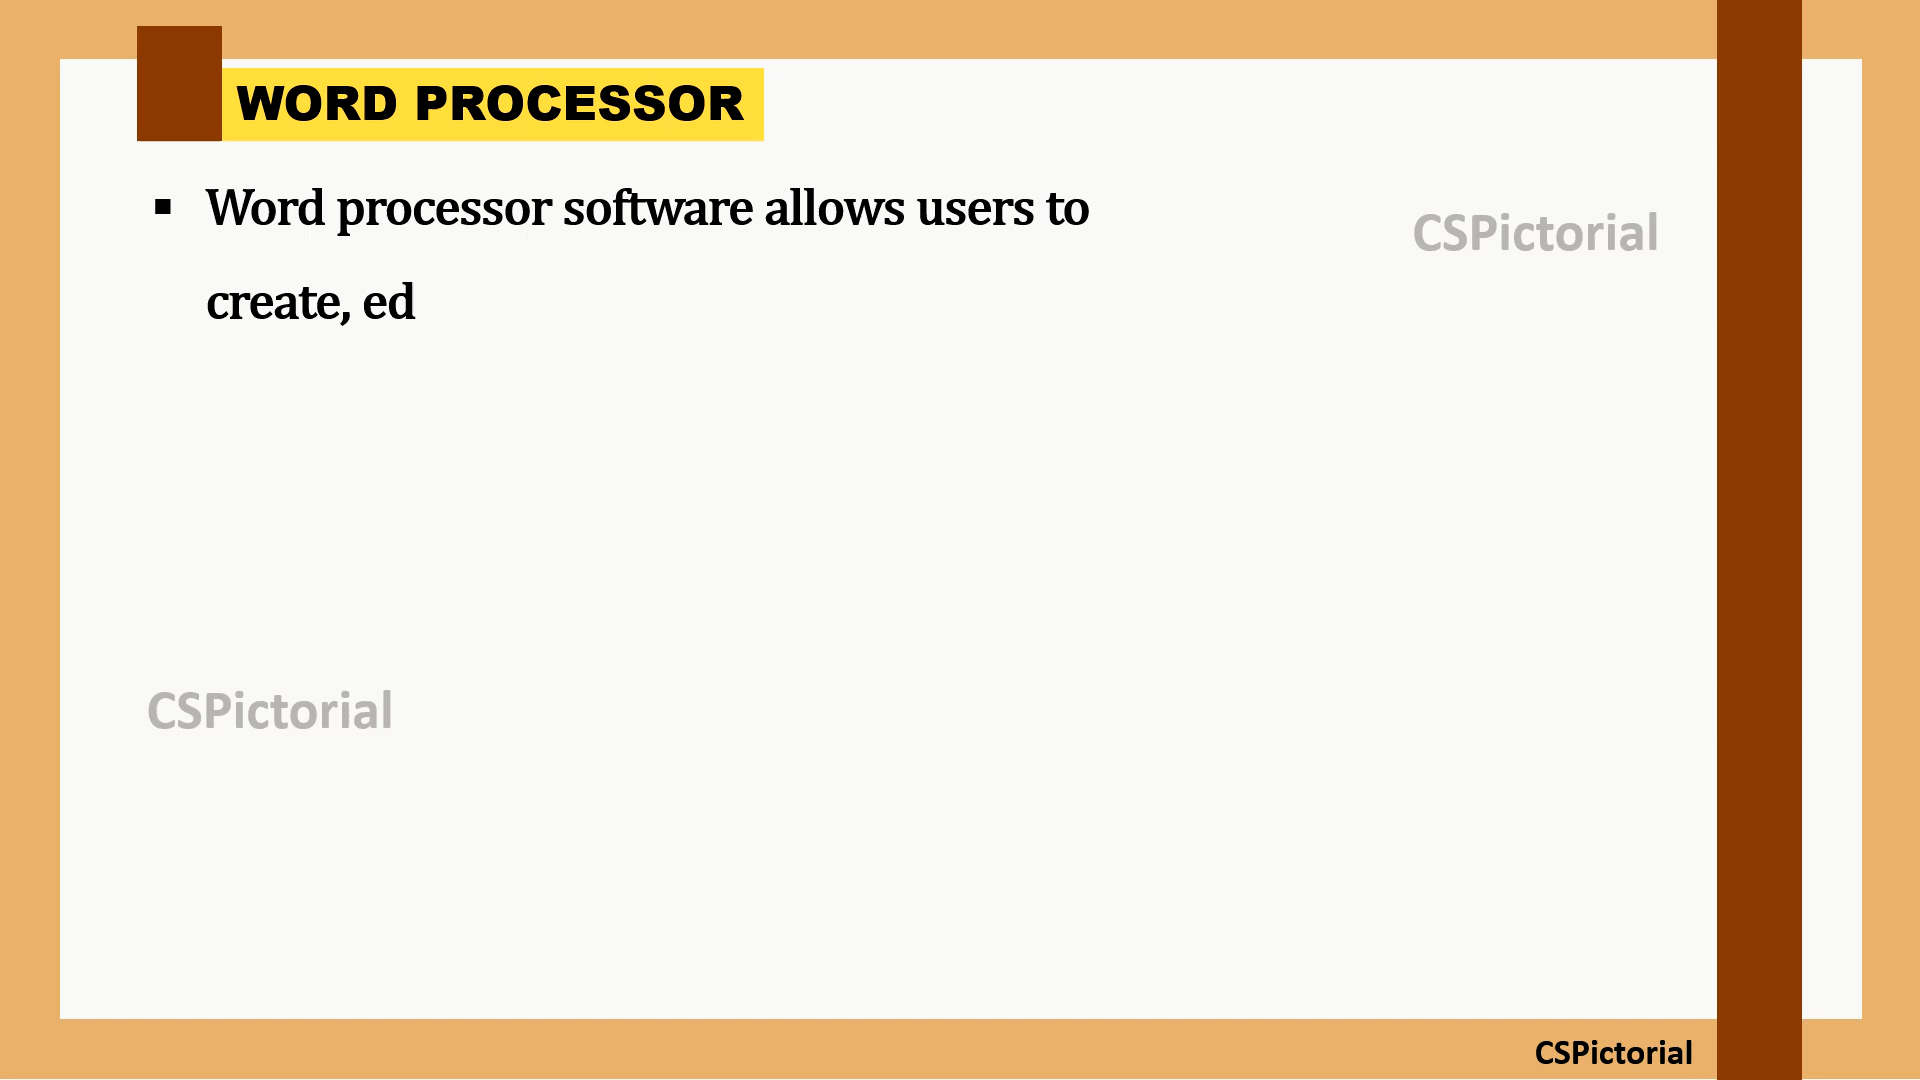 WORD PROCESSOR
▪ Word processor software allows users to
CSPictorial
create, ed
CSPictorial
CSPictorial